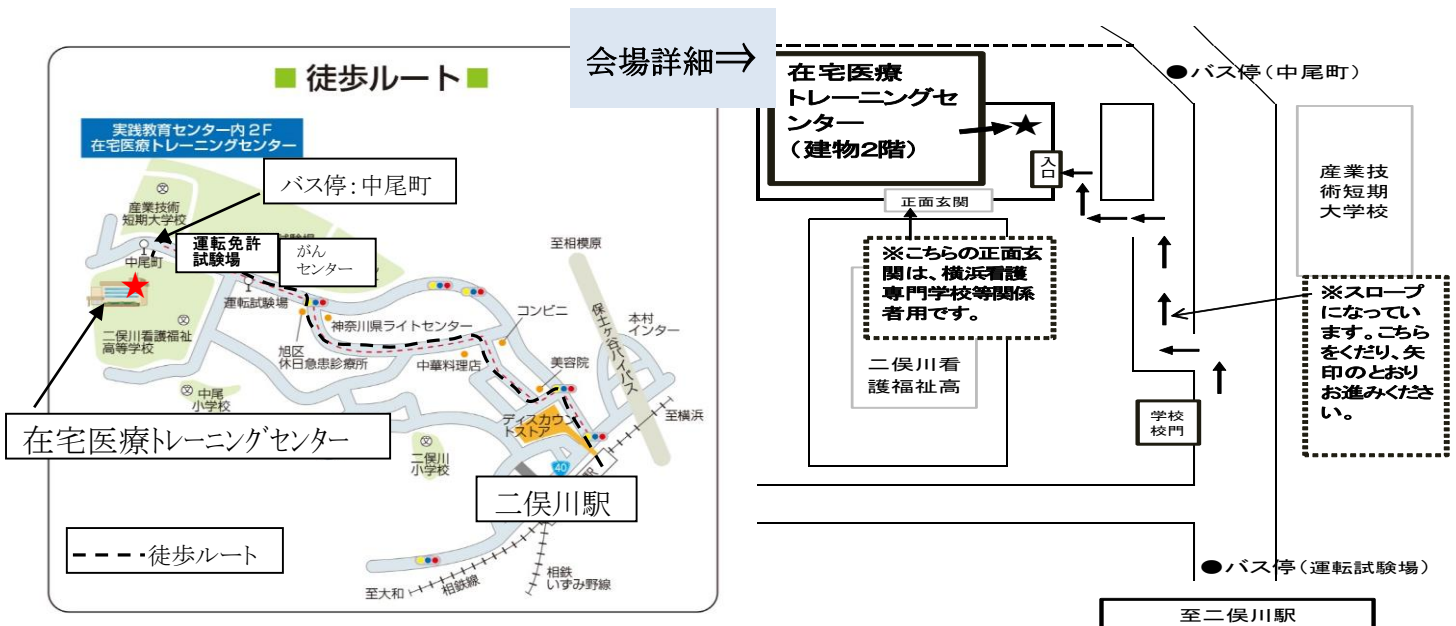 会場詳細⇒
■ 徒歩ルート ■
実践教育センター内2F
在宅医療トレーニングセンター
バス停:中尾町
産業技術
短期大学校
中尾町
運転免許
試験場
がん
センター
運転試験場
至相模原
保土ヶ谷バイパス
本村
インター
コンビニ
神奈川県ライトセンター
旭区
休日急患診療所
中華料理店
美容院
二俣川看護福祉
高等学校
中尾
小学校
在宅医療トレーニングセンター
ディスカウン
トストア
至横浜
二俣川
小学校
40
駅
二俣川駅
徒歩ルート
至大和
相鉄線
相鉄
いずみ野線
在宅医療
トレーニングセ
ンター
(建物2階)
★
入口
正面玄関
※こちらの正面玄
関は、横浜看護
専門学校等関係
者用です。
二俣川看
護福祉高
●バス停(中尾町)
産業技
術短期
大学校
※スロープ
になってい
ます。こちら
をくだり、矢
印のとおり
お進みくださ
い。
学校
校門
●バス停(運転試験場)
至二俣川駅